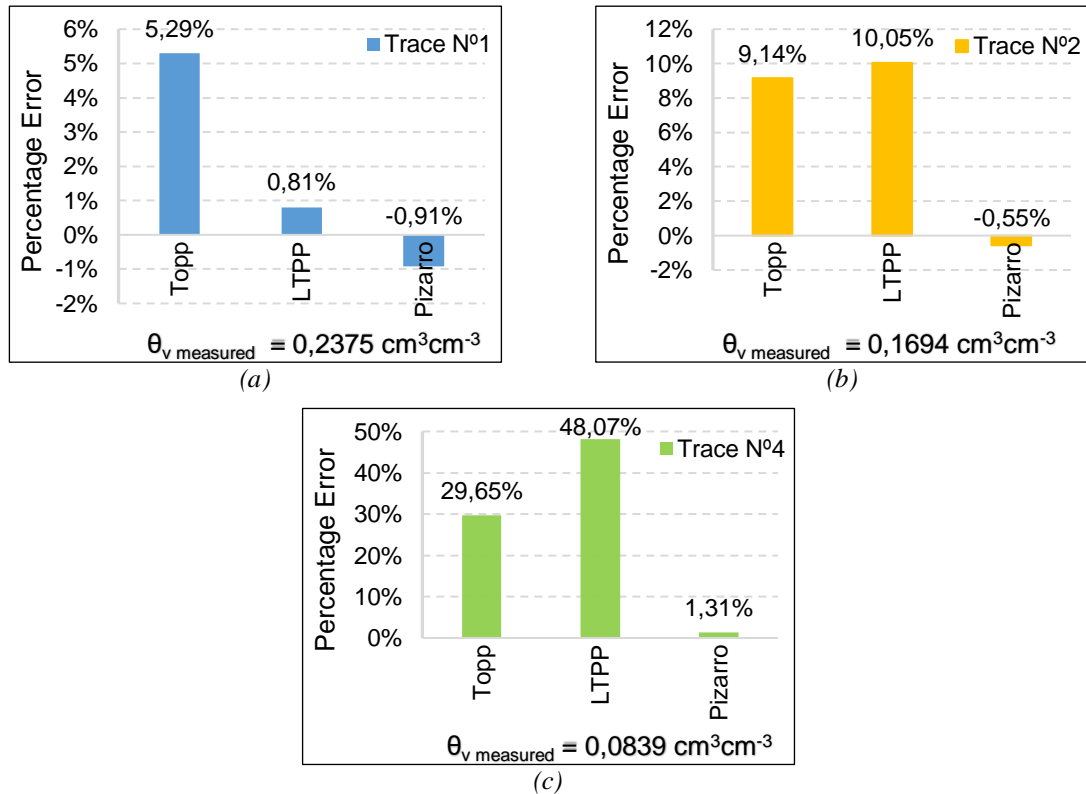 Percentage Error
6%
5%
4%
3%
2%
1%
0%
-1%
-2%
5,29%
0,81%
-0,91%
Trace Nº1
Topp
LTPP
Pizarro
θv measured = 0,2375 cm³cm⁻³
(a)
Percentage Error
12%
10%
8%
6%
4%
2%
0%
-2%
9,14%
10,05%
-0,55%
Trace Nº2
Topp
LTPP
Pizarro
θv measured = 0,1694 cm³cm⁻³
(b)
Percentage Error
50%
40%
30%
20%
10%
0%
29,65%
48,07%
1,31%
Trace Nº4
Topp
LTPP
Pizarro
θv measured = 0,0839 cm³cm⁻³
(c)